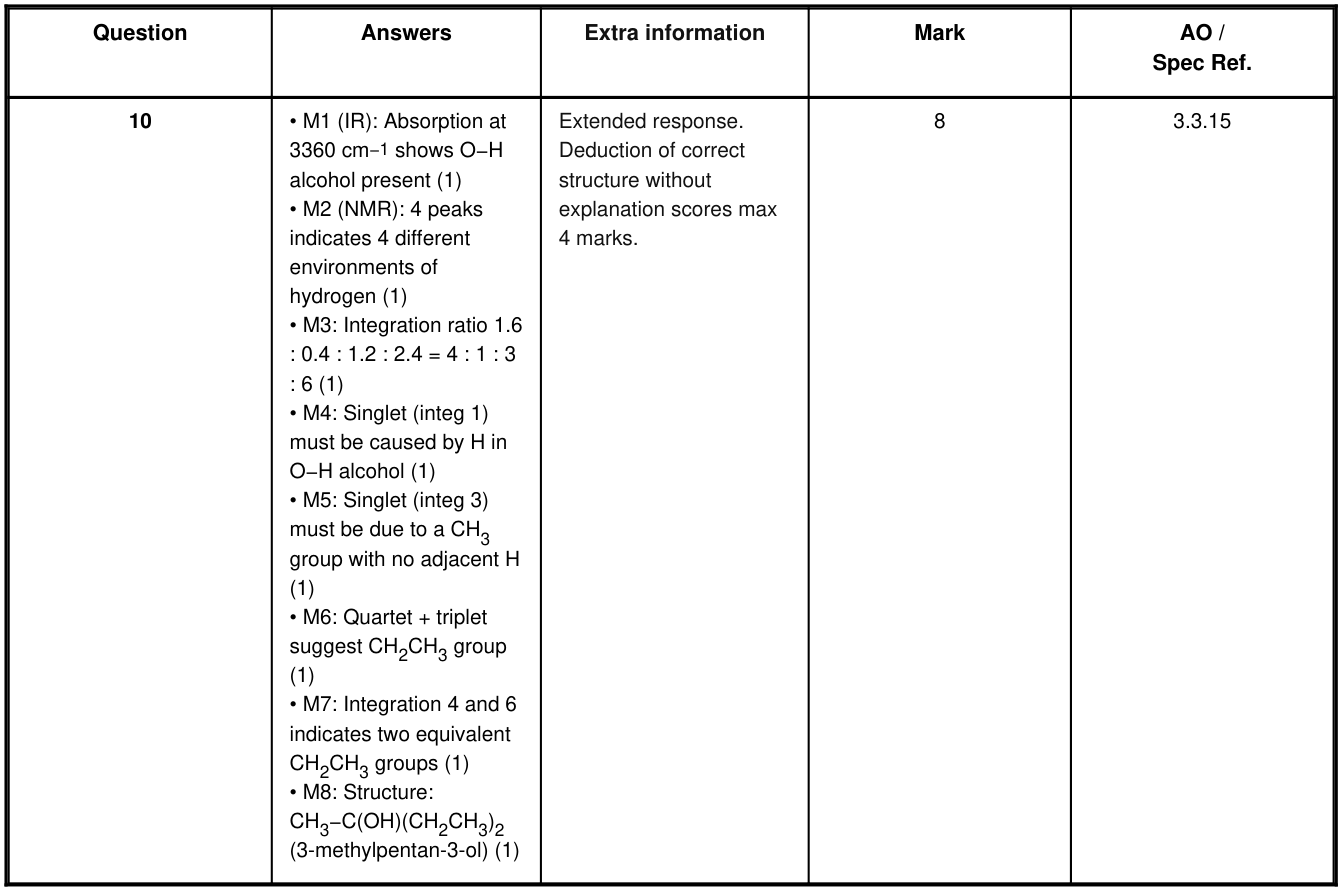 Question Answers Extra information Mark AO /
Spec Ref.
10
• M1 (IR): Absorption at
3360 cm−1 shows O−H
alcohol present (1)
• M2 (NMR): 4 peaks
indicates 4 different
environments of
hydrogen (1)
• M3: Integration ratio 1.6
: 0.4 : 1.2 : 2.4 = 4 : 1 : 3
: 6 (1)
• M4: Singlet (integ 1)
must be caused by H in
O−H alcohol (1)
• M5: Singlet (integ 3)
must be due to a CH3
group with no adjacent H
(1)
• M6: Quartet + triplet
suggest CH2CH3 group
(1)
• M7: Integration 4 and 6
indicates two equivalent
CH2CH3 groups (1)
• M8: Structure:
CH3−C(OH)(CH2CH3)2
(3-methylpentan-3-ol) (1)
Extended response.
Deduction of correct
structure without
explanation scores max
4 marks.
8
3.3.15